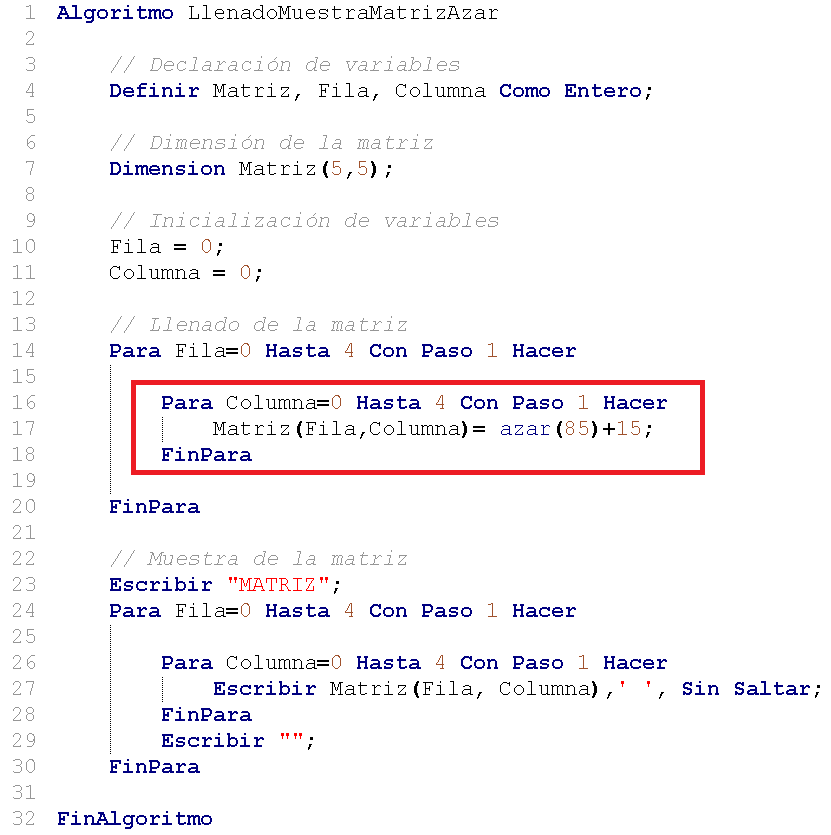 1 Algoritmo LlenadoMuestraMatrizAzar
2
3 // Declaración de variables
4 Definir Matriz, Fila, Columna Como Entero;
5
6 // Dimensión de la matriz
7 Dimension Matriz(5,5);
8
9 // Inicialización de variables
10 Fila = 0;
11 Columna = 0;
12
13 // Llenado de la matriz
14 Para Fila=0 Hasta 4 Con Paso 1 Hacer
15
16 Para Columna=0 Hasta 4 Con Paso 1 Hacer
17 Matriz(Fila,Columna)= azar(85)+15;
18 FinPara
19
20 FinPara
21
22 // Muestra de la matriz
23 Escribir "MATRIZ";
24 Para Fila=0 Hasta 4 Con Paso 1 Hacer
25
26 Para Columna=0 Hasta 4 Con Paso 1 Hacer
27 Escribir Matriz(Fila, Columna),' ', Sin Saltar;
28 FinPara
29 Escribir "";
30 FinPara
31
32 FinAlgoritmo